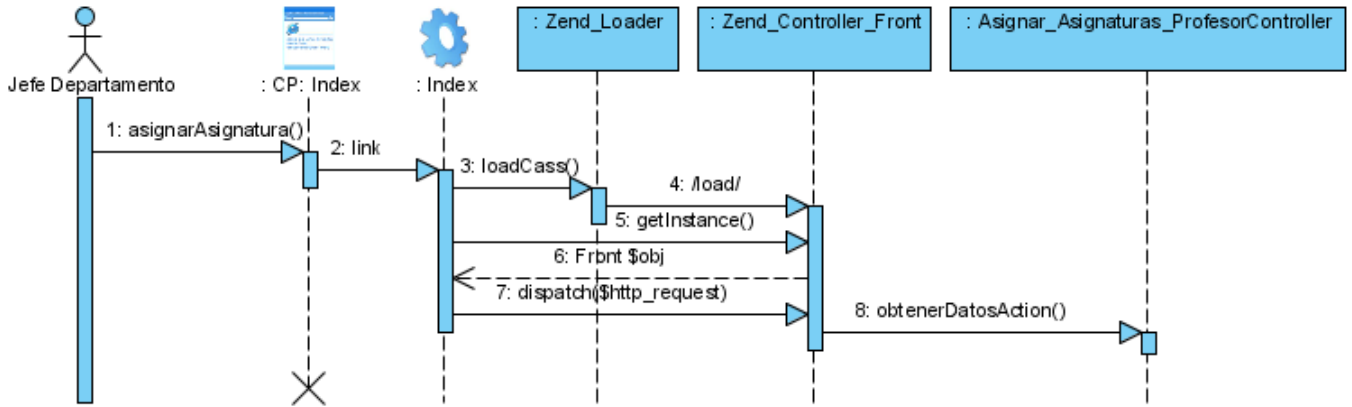 : Zend_Loader
: Zend_Controller_Front
: Asignar_Asignaturas_ProfesorController
Jefe Departamento
: CP: Index
: Index
1: asignarAsignatura()
2: link
3: loadCass()
4: /load/
5: getInstance()
6: Front $obj
7: dispatch($http_request)
8: obtenerDatosAction()